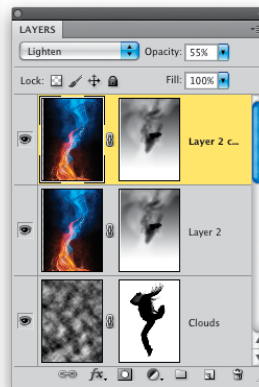 LAYERS
Lighten Opacity: 55%
Lock: Fill: 100%
Layer 2 c...
Layer 2
Clouds
fx.